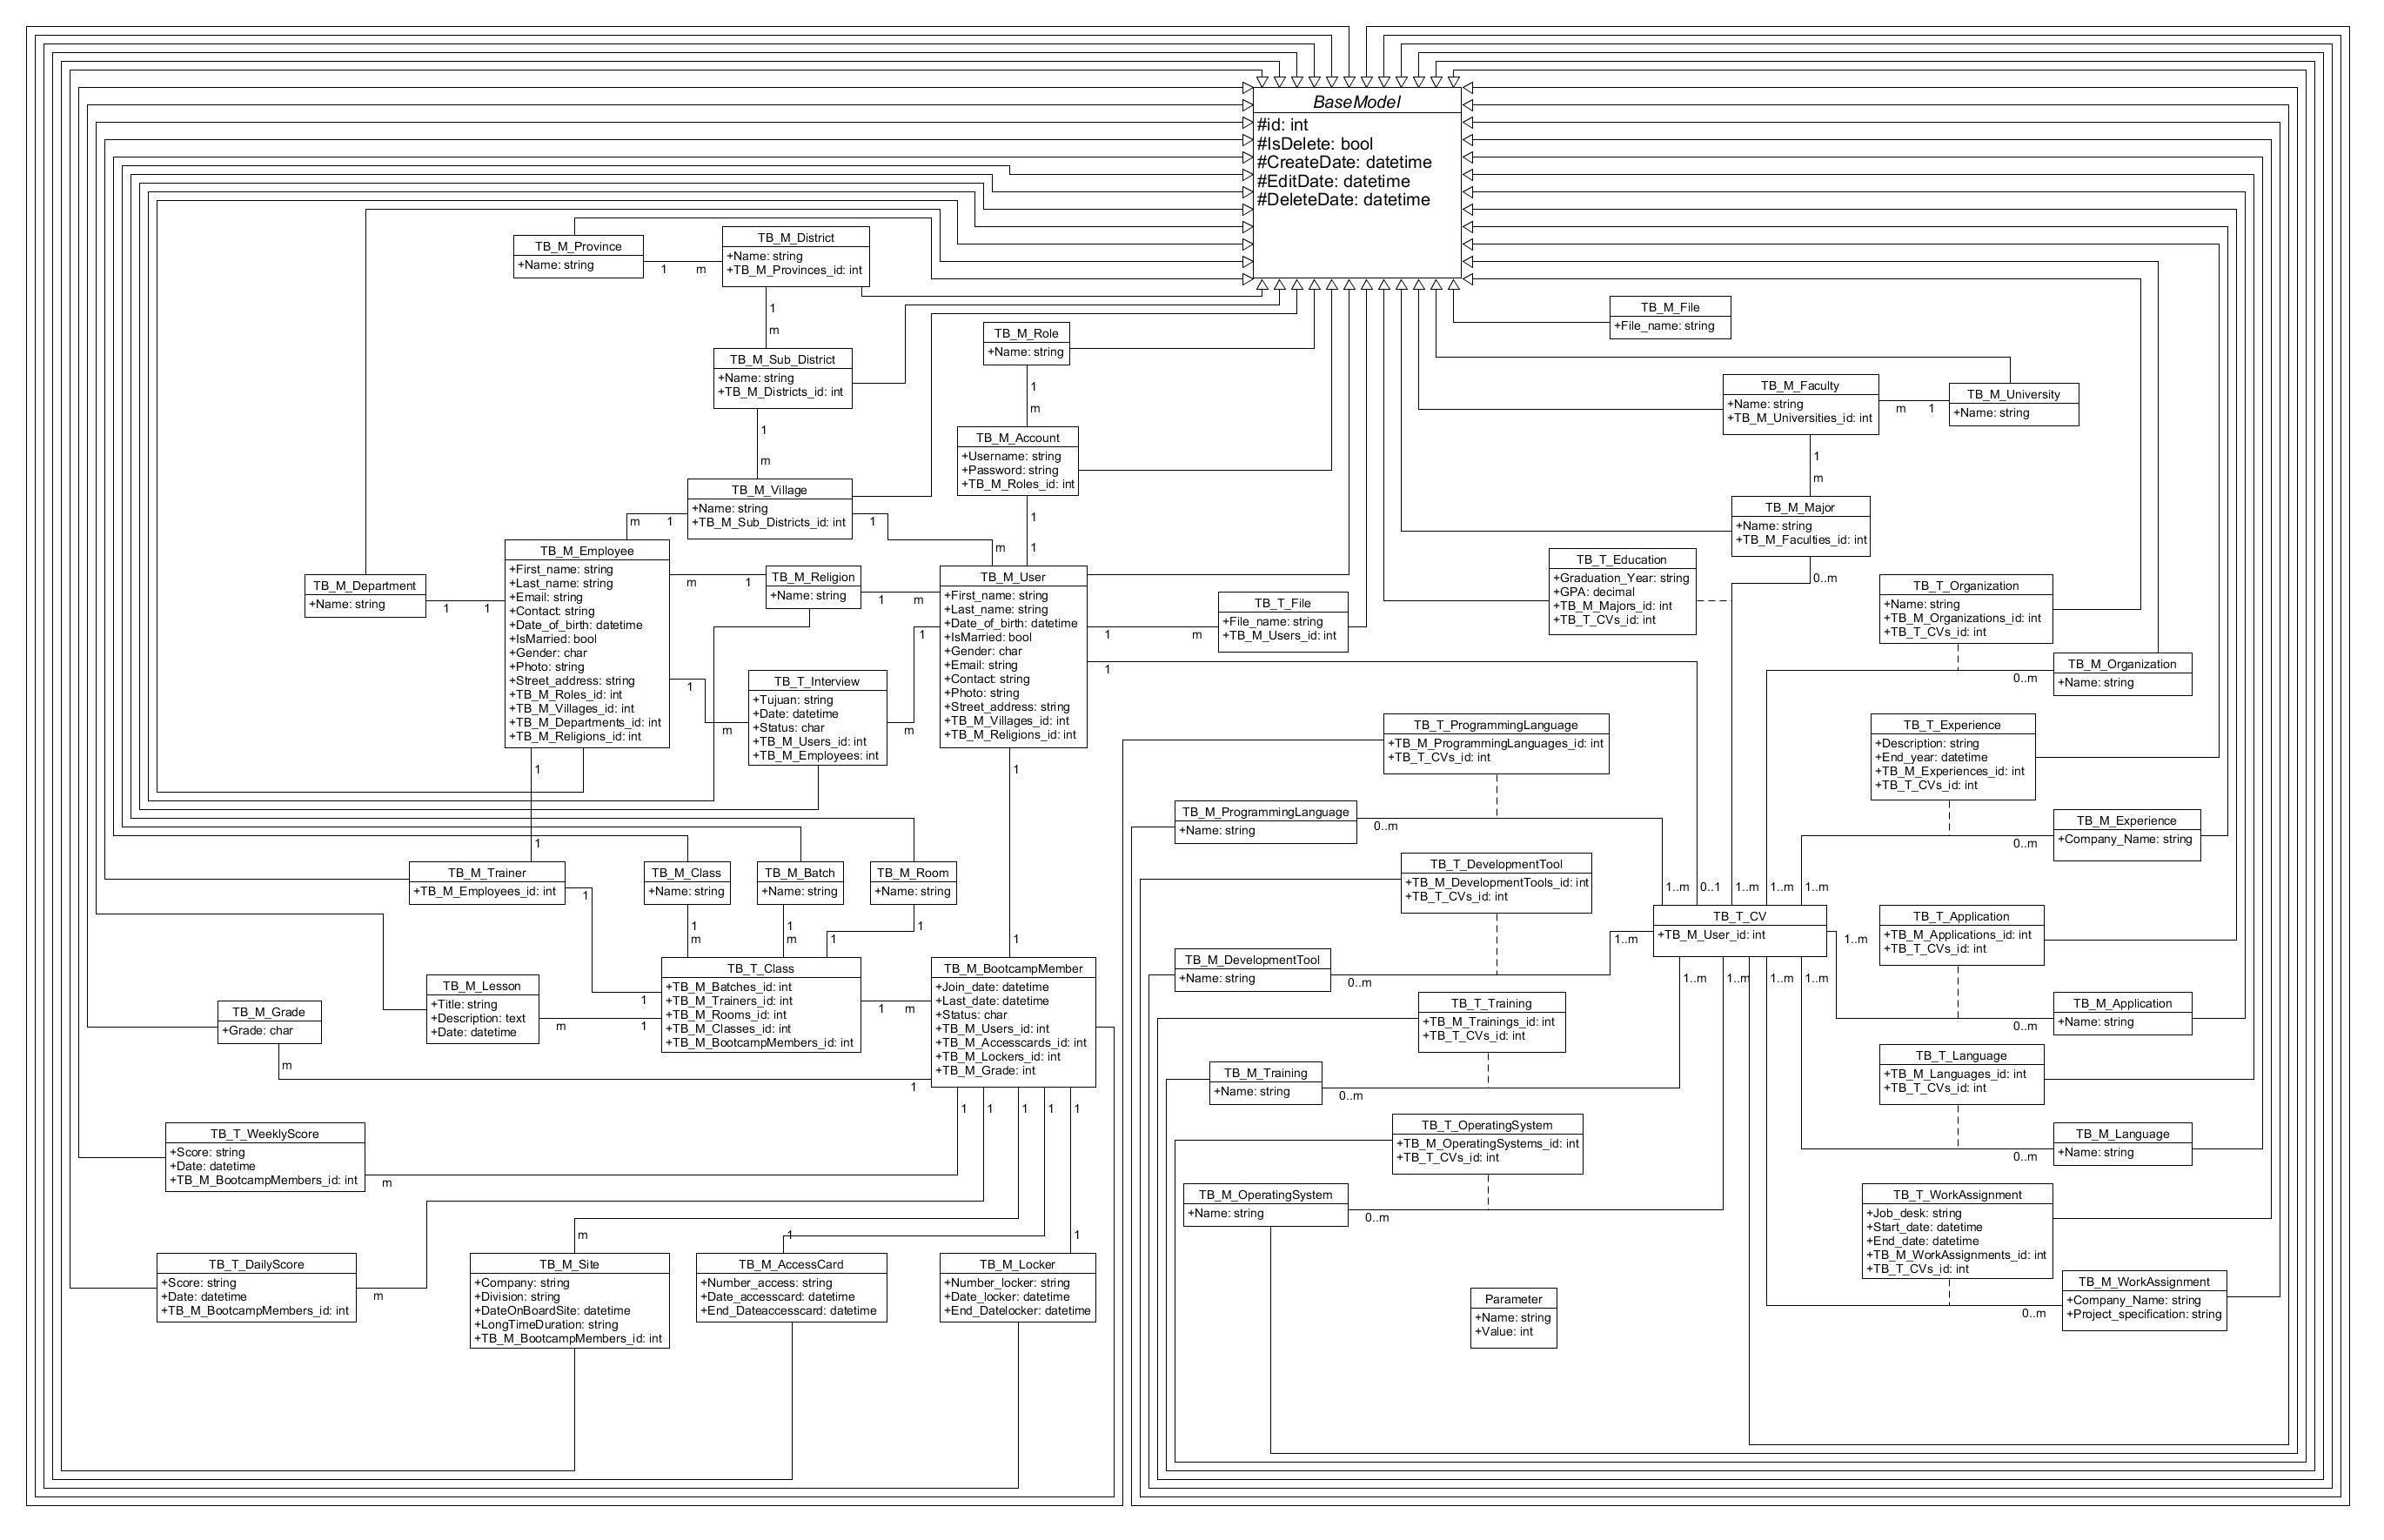 BaseModel
#id: int
#IsDelete: bool
#CreateDate: datetime
#EditDate: datetime
#DeleteDate: datetime
TB_M_Province
+Name: string
1
m
TB_M_District
+Name: string
+TB_M_Provinces_id: int
1
m
TB_M_Sub_District
+Name: string
+TB_M_Districts_id: int
1
m
TB_M_Village
+Name: string
+TB_M_Sub_Districts_id: int
m
1
1
m
TB_M_Role
+Name: string
1
m
TB_M_Account
+Username: string
+Password: string
+TB_M_Roles_id: int
1
1
TB_M_File
+File_name: string
TB_M_Faculty
+Name: string
+TB_M_Universities_id: int
m
1
TB_M_University
+Name: string
1
m
TB_M_Major
+Name: string
+TB_M_Faculties_id: int
0..m
TB_T_Education
+Graduation_Year: string
+GPA: decimal
+TB_M_Majors_id: int
+TB_T_CVs_id: int
TB_M_Department
+Name: string
1
1
TB_M_Employee
+First_name: string
+Last_name: string
+Email: string
+Contact: string
+Date_of_birth: datetime
+IsMarried: bool
+Gender: char
+Photo: string
+Street_address: string
+TB_M_Roles_id: int
+TB_M_Villages_id: int
+TB_M_Departments_id: int
+TB_M_Religions_id: int
m
1
TB_M_Religion
+Name: string
1
m
TB_M_User
+First_name: string
+Last_name: string
+Date_of_birth: datetime
+IsMarried: bool
+Gender: char
+Email: string
+Contact: string
+Photo: string
+Street_address: string
+TB_M_Villages_id: int
+TB_M_Religions_id: int
1
m
TB_T_File
+File_name: string
+TB_M_Users_id: int
1
1
m
TB_T_Interview
+Tujuan: string
+Date: datetime
+Status: char
+TB_M_Users_id: int
+TB_M_Employees: int
1
m
TB_T_Organization
+Name: string
+TB_M_Organizations_id: int
+TB_T_CVs_id: int
TB_M_Organization
+Name: string
0..m
TB_T_ProgrammingLanguage
+TB_M_ProgrammingLanguages_id: int
+TB_T_CVs_id: int
TB_M_ProgrammingLanguage
+Name: string
0..m
TB_T_Experience
+Description: string
+End_year: datetime
+TB_M_Experiences_id: int
+TB_T_CVs_id: int
TB_M_Experience
+Company_Name: string
0..m
1
1
TB_M_Trainer
+TB_M_Employees_id: int
1
TB_M_Class
+Name: string
1
m
TB_M_Batch
+Name: string
1
m
TB_M_Room
+Name: string
1
1
1
1
TB_T_DevelopmentTool
+TB_M_DevelopmentTools_id: int
+TB_T_CVs_id: int
TB_M_DevelopmentTool
+Name: string
0..m
1..m
0..1
1..m
1..m
1..m
TB_T_CV
+TB_M_User_id: int
1..m
1..m
1..m
1..m
1..m
1..m
TB_T_Application
+TB_M_Applications_id: int
+TB_T_CVs_id: int
TB_M_Application
+Name: string
0..m
TB_M_Grade
+Grade: char
m
TB_M_Lesson
+Title: string
+Description: text
+Date: datetime
m
1
1
TB_T_Class
+TB_M_Batches_id: int
+TB_M_Trainers_id: int
+TB_M_Rooms_id: int
+TB_M_Classes_id: int
+TB_M_BootcampMembers_id: int
1
m
TB_M_BootcampMember
+Join_date: datetime
+Last_date: datetime
+Status: char
+TB_M_Users_id: int
+TB_M_Accesscards_id: int
+TB_M_Lockers_id: int
+TB_M_Grade: int
1
1
1
1
1
1
TB_T_Training
+TB_M_Trainings_id: int
+TB_T_CVs_id: int
TB_M_Training
+Name: string
0..m
TB_T_Language
+TB_M_Languages_id: int
+TB_T_CVs_id: int
TB_M_Language
+Name: string
0..m
TB_T_WeeklyScore
+Score: string
+Date: datetime
+TB_M_BootcampMembers_id: int
m
TB_T_OperatingSystem
+TB_M_OperatingSystems_id: int
+TB_T_CVs_id: int
TB_M_OperatingSystem
+Name: string
0..m
TB_T_WorkAssignment
+Job_desk: string
+Start_date: datetime
+End_date: datetime
+TB_M_WorkAssignments_id: int
+TB_T_CVs_id: int
TB_M_WorkAssignment
+Company_Name: string
+Project_specification: string
0..m
TB_T_DailyScore
+Score: string
+Date: datetime
+TB_M_BootcampMembers_id: int
m
m
TB_M_Site
+Company: string
+Division: string
+DateOnBoardSite: datetime
+LongTimeDuration: string
+TB_M_BootcampMembers_id: int
1
TB_M_AccessCard
+Number_access: string
+Date_accesscard: datetime
+End_Dateaccesscard: datetime
1
TB_M_Locker
+Number_locker: string
+Date_locker: datetime
+End_Datelocker: datetime
Parameter
+Name: string
+Value: int